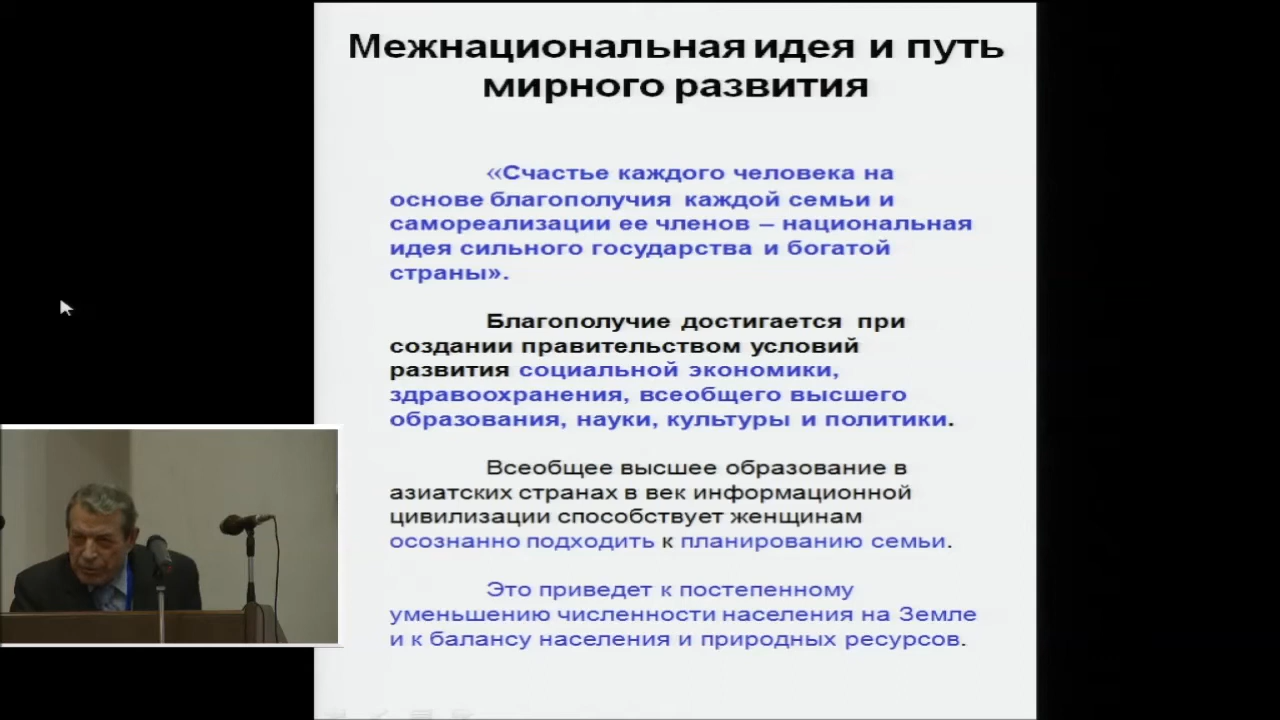 Межнациональная идея и путь
мирного развития
«Счастье каждого человека на
основе благополучия каждой семьи и
самореализации ее членов – национальная
идея сильного государства и богатой
страны».
Благополучие достигается при
создании правительством условий
развития социальной экономики,
здравоохранения, всеобщего высшего
образования, науки, культуры и политики.
Всеобщее высшее образование в
азиатских странах в век информационной
цивилизации способствует женщинам
осознанно подходить к планированию семьи.
Это приведет к постепенному
уменьшению численности населения на Земле
и к балансу населения и природных ресурсов.